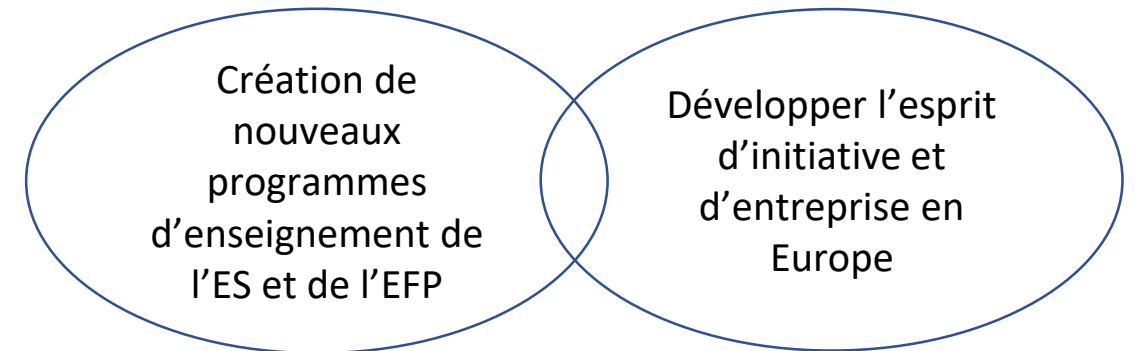 Création de
nouveaux
programmes
d’enseignement de
l’ES et de l’EFP
Développer l’esprit
d’initiative et
d’entreprise en
Europe